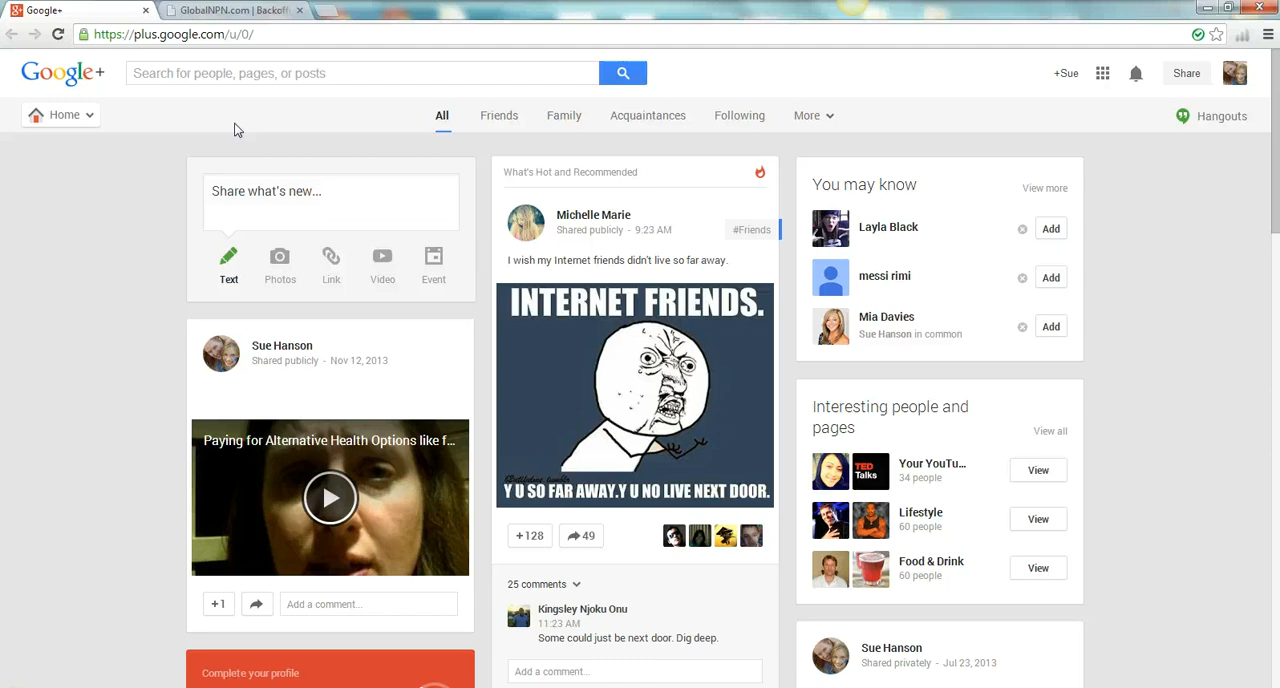 Google+
GlobalNPN.com | Backoff
https://plus.google.com/u/0/
Google+
Search for people, pages, or posts
+Sue
Share
Home
All
Friends
Family
Acquaintances
Following
More
Hangouts
Share what's new...
Text
Photos
Link
Video
Event
Sue Hanson
Shared publicly - Nov 12, 2013
Paying for Alternative Health Options like f...
+1
Add a comment...
Complete your profile
What's Hot and Recommended
Michelle Marie
Shared publicly - 9:23 AM
#Friends
I wish my Internet friends didn't live so far away.
INTERNET FRIENDS.
Y U SO FAR AWAY.Y U NO LIVE NEXT DOOR.
+128
49
25 comments
Kingsley Njoku Onu
11:23 AM
Some could just be next door. Dig deep.
Add a comment...
You may know
View more
Layla Black
Add
messi rimi
Add
Mia Davies
Sue Hanson in common
Add
Interesting people and
pages
View all
TED
Talks
Your YouTu...
34 people
View
Lifestyle
60 people
View
Food & Drink
60 people
View
Sue Hanson
Shared privately - Jul 23, 2013